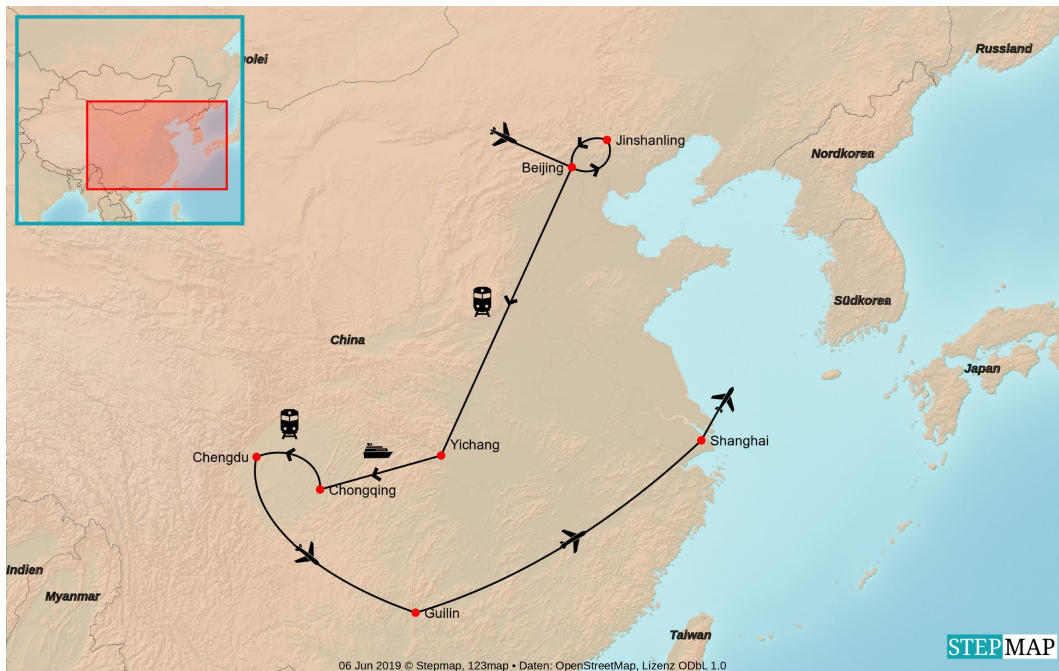 olei
Russland
Jinshanling
Nordkorea
Beijing
Südkorea
China
Japan
Yichang
Shanghai
Chengdu
Chongqing
Indien
Myanmar
Guilin
Taiwan
STEPMAP
06 Jun 2019 © Stepmap, 123map • Daten: OpenStreetMap, Lizenz ODbL 1.0